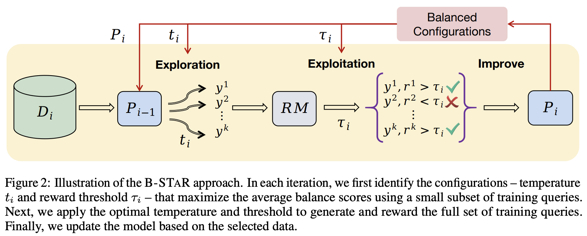 Balanced
Configurations
P_i
t_i
τ_i
Exploration
Exploitation
Improve
D_i
P_{i-1}
y^1
y^2
⋮
y^k
t_i
RM
τ_i
y^1, r^1 > τ_i ✓
y^2, r^2 < τ_i ✗
⋮
y^k, r^k > τ_i ✓
P_i
Figure 2: Illustration of the B-STAR approach. In each iteration, we first identify the configurations – temperature
t_i and reward threshold τ_i – that maximize the average balance scores using a small subset of training queries.
Next, we apply the optimal temperature and threshold to generate and reward the full set of training queries.
Finally, we update the model based on the selected data.